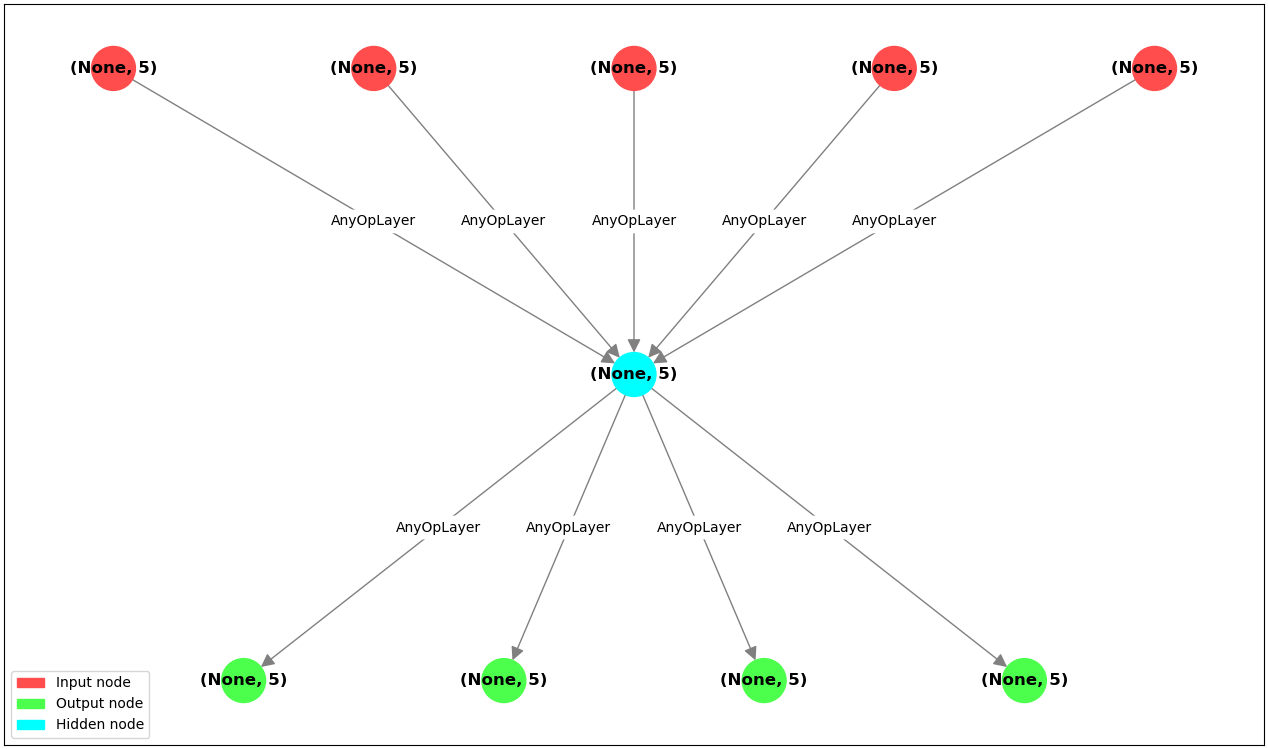 (None, 5) (None, 5) (None, 5) (None, 5) (None, 5)
AnyOpLayer AnyOpLayer AnyOpLayer AnyOpLayer AnyOpLayer
(None, 5)
AnyOpLayer AnyOpLayer AnyOpLayer AnyOpLayer
(None, 5) (None, 5) (None, 5) (None, 5)
Input node
Output node
Hidden node